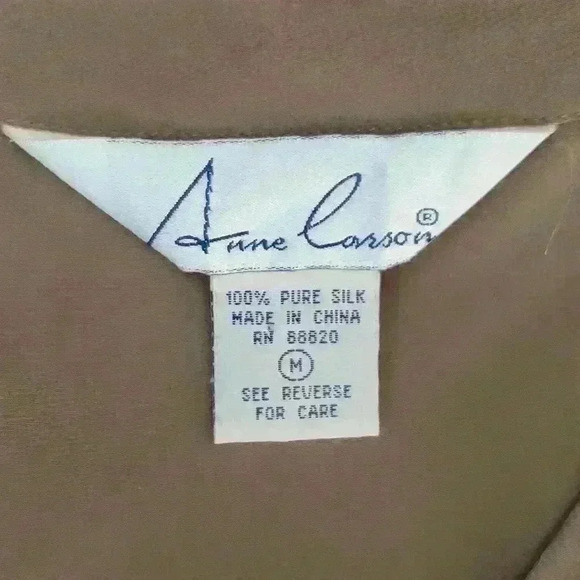 Anne Carson®
100% PURE SILK
MADE IN CHINA
RN 88820
M
SEE REVERSE
FOR CARE